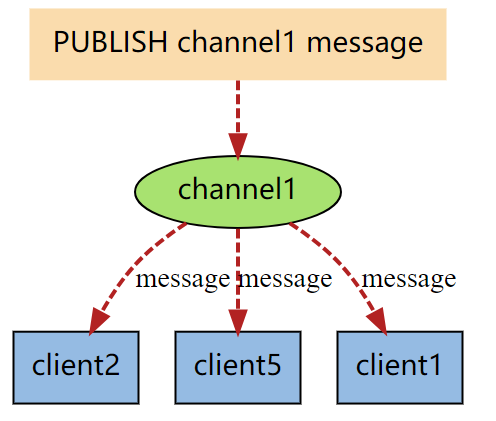 PUBLISH channel1 message
channel1
message message message
client2 client5 client1